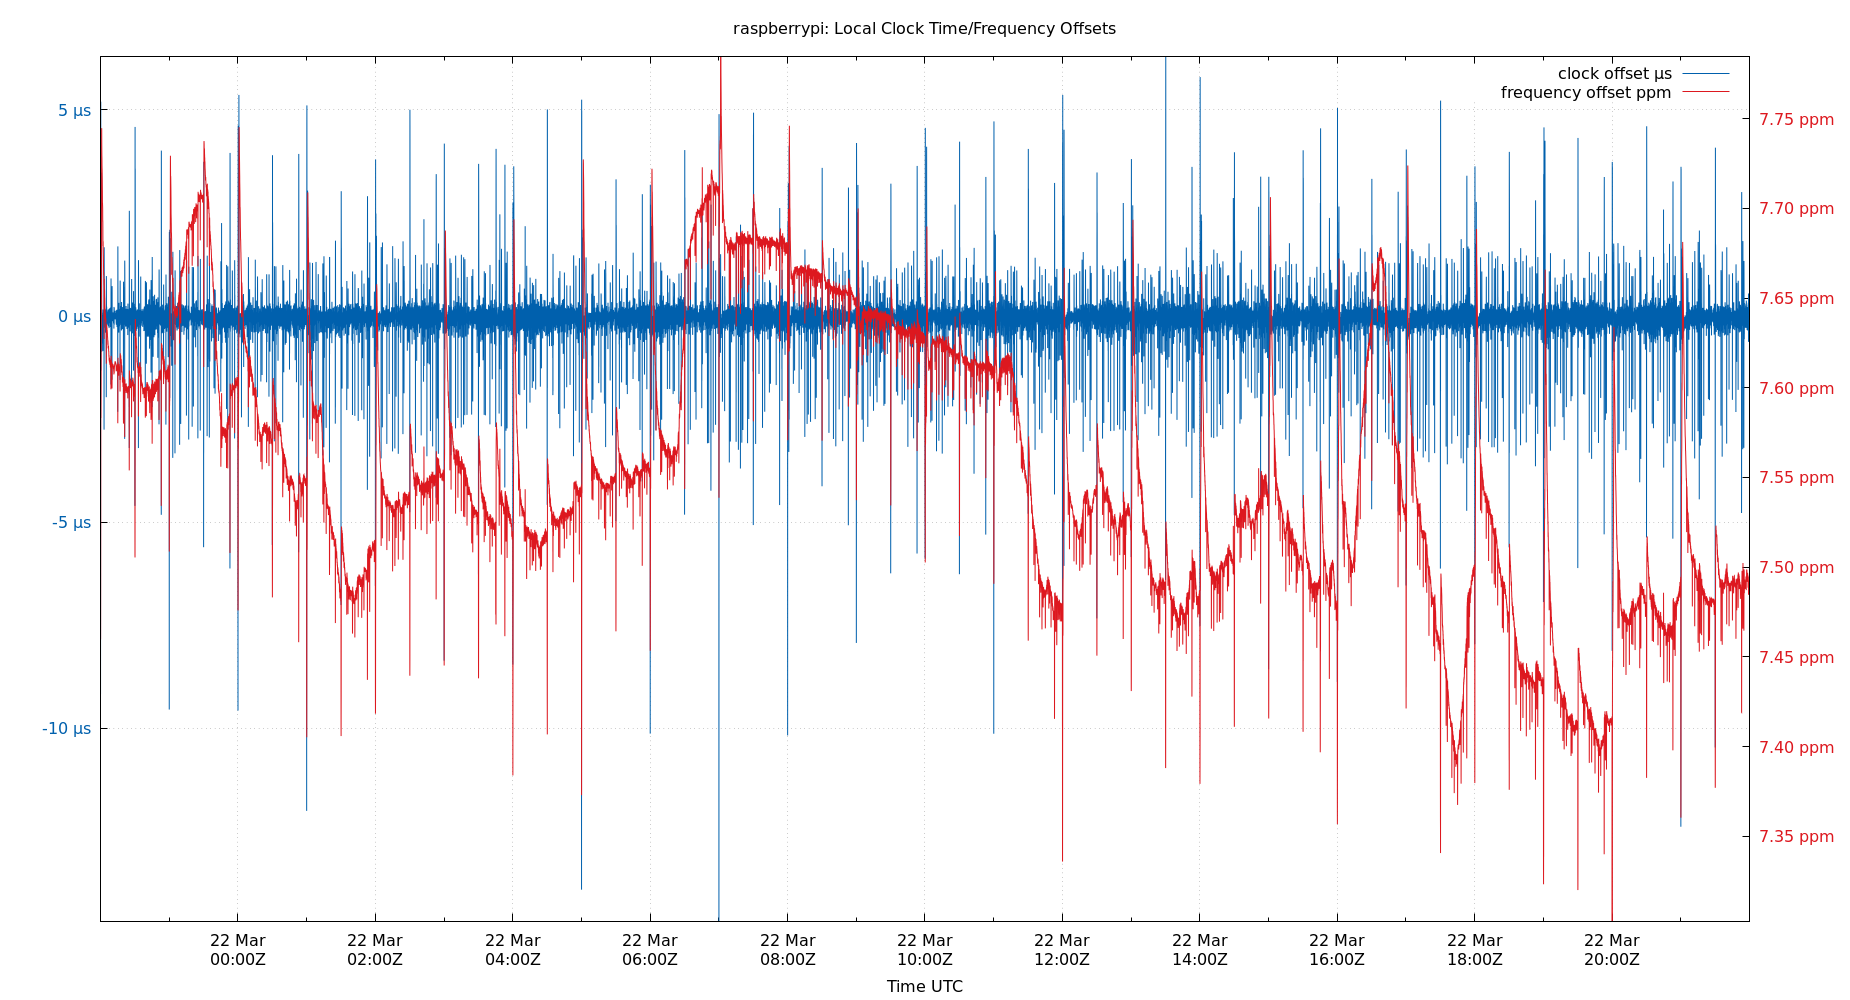 raspberrypi: Local Clock Time/Frequency Offsets
clock offset µs
frequency offset ppm
5 µs
0 µs
-5 µs
-10 µs
7.75 ppm
7.70 ppm
7.65 ppm
7.60 ppm
7.55 ppm
7.50 ppm
7.45 ppm
7.40 ppm
7.35 ppm
22 Mar 22 Mar 22 Mar 22 Mar 22 Mar 22 Mar 22 Mar 22 Mar 22 Mar 22 Mar 22 Mar
00:00Z 02:00Z 04:00Z 06:00Z 08:00Z 10:00Z 12:00Z 14:00Z 16:00Z 18:00Z 20:00Z
Time UTC